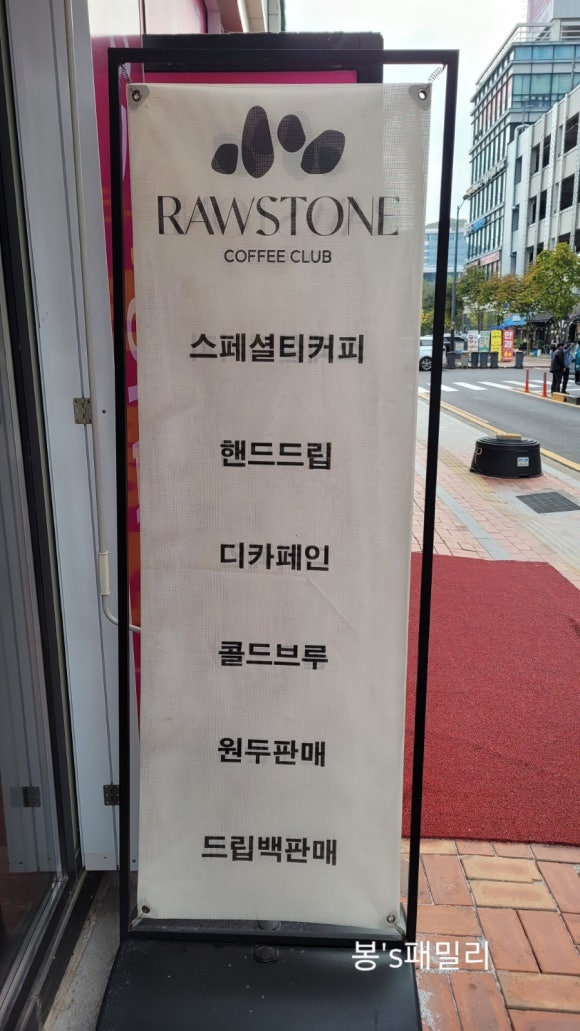 RAWSTONE
COFFEE CLUB
스페셜티커피
핸드드립
디카페인
콜드브루
원두판매
드립백판매
봉's패밀리